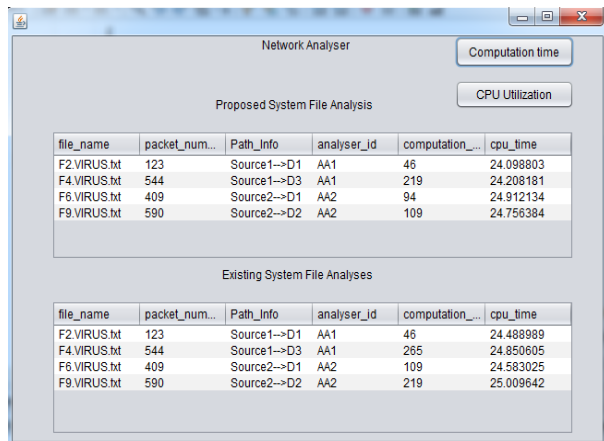 Network Analyser
Computation time
CPU Utilization
Proposed System File Analysis
file_name packet_num... Path_Info analyser_id computation_... cpu_time
F2.VIRUS.txt 123 Source1-->D1 AA1 46 24.098803
F4.VIRUS.txt 544 Source1-->D3 AA1 219 24.208181
F6.VIRUS.txt 409 Source2-->D1 AA2 94 24.912134
F9.VIRUS.txt 590 Source2-->D2 AA2 109 24.756384
Existing System File Analyses
file_name packet_num... Path_Info analyser_id computation_... cpu_time
F2.VIRUS.txt 123 Source1-->D1 AA1 46 24.488989
F4.VIRUS.txt 544 Source1-->D3 AA1 265 24.850605
F6.VIRUS.txt 409 Source2-->D1 AA2 109 24.583025
F9.VIRUS.txt 590 Source2-->D2 AA2 219 25.009642